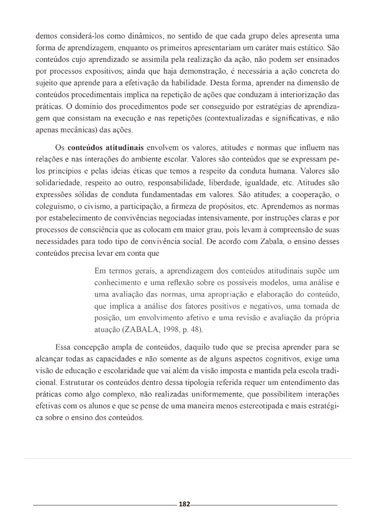 demos considerá-los como dinâmicos, no sentido de que cada grupo deles apresenta uma
forma de aprendizagem, enquanto os primeiros apresentariam um caráter mais estático. São
conteúdos cujo aprendizado se assimila pela realização da ação, não podem ser ensinados
por processos expositivos; ainda que haja demonstração, é necessária a ação concreta do
sujeito que aprende para a efetivação da habilidade. Desta forma, aprender na dimensão de
conteúdos procedimentais implica na repetição de ações que conduzam à interiorização das
práticas. O domínio dos procedimentos pode ser conseguido por estratégias de aprendiza-
gem que consistam na execução e nas repetições (contextualizadas e significativas, e não
apenas mecânicas) das ações.
Os conteúdos atitudinais envolvem os valores, atitudes e normas que influem nas
relações e nas interações do ambiente escolar. Valores são conteúdos que se expressam pe-
los princípios e pelas ideias éticas que temos a respeito da conduta humana. Valores são
solidariedade, respeito ao outro, responsabilidade, liberdade, igualdade, etc. Atitudes são
expressões sólidas de conduta fundamentadas em valores. São atitudes; a cooperação, o
coleguismo, o civismo, a participação, a firmeza de propósitos, etc. Aprendemos as normas
por estabelecimento de convivências negociadas intensivamente, por instruções claras e por
processos de consciência que as colocam em maior grau, pois levam à compreensão de suas
necessidades para todo tipo de convivência social. De acordo com Zabala, o ensino desses
conteúdos precisa levar em conta que
Em termos gerais, a aprendizagem dos conteúdos atitudinais supõe um
conhecimento e uma reflexão sobre os possíveis modelos, uma análise e
uma avaliação das normas, uma apropriação e elaboração do conteúdo,
que implica a análise dos fatores positivos e negativos, uma tomada de
posição, um envolvimento afetivo e uma revisão e avaliação da própria
atuação (ZABALA, 1998, p. 48).
Essa concepção ampla de conteúdos, daquilo tudo que se precisa aprender para se
alcançar todas as capacidades e não somente as de alguns aspectos cognitivos, exige uma
visão de educação e escolaridade que vai além da visão imposta e mantida pela escola tradi-
cional. Estruturar os conteúdos dentro dessa tipologia referida requer um entendimento das
práticas como algo complexo, não realizadas uniformemente, que possibilitem interações
efetivas com os alunos e que se pense de uma maneira menos estereotipada e mais estratégi-
ca sobre o ensino dos conteúdos.
182